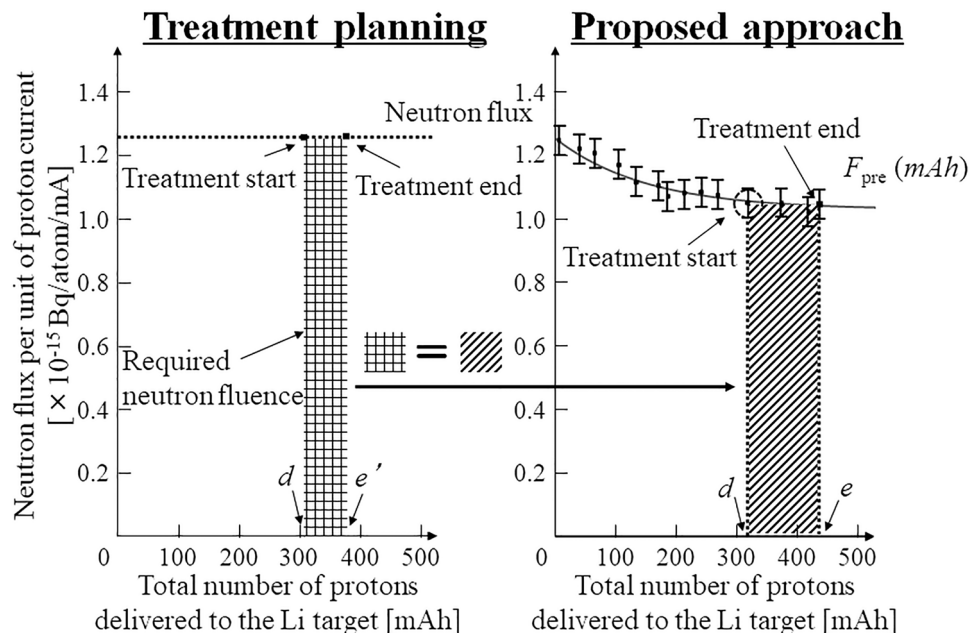 Treatment planning
Neutron flux per unit of proton current
[ × 10⁻¹⁵ Bq/atom/mA]
1.4
1.2
1.0
0.8
0.6
0.4
0.2
0
100
200
300
400
500
Neutron flux
Treatment start
Treatment end
Required
neutron fluence
=
d
e ′
Total number of protons
delivered to the Li target [mAh]
Proposed approach
1.4
1.2
1.0
0.8
0.6
0.4
0.2
0
100
200
300
400
500
Treatment end
F_pre (mAh)
Treatment start
d
e
Total number of protons
delivered to the Li target [mAh]